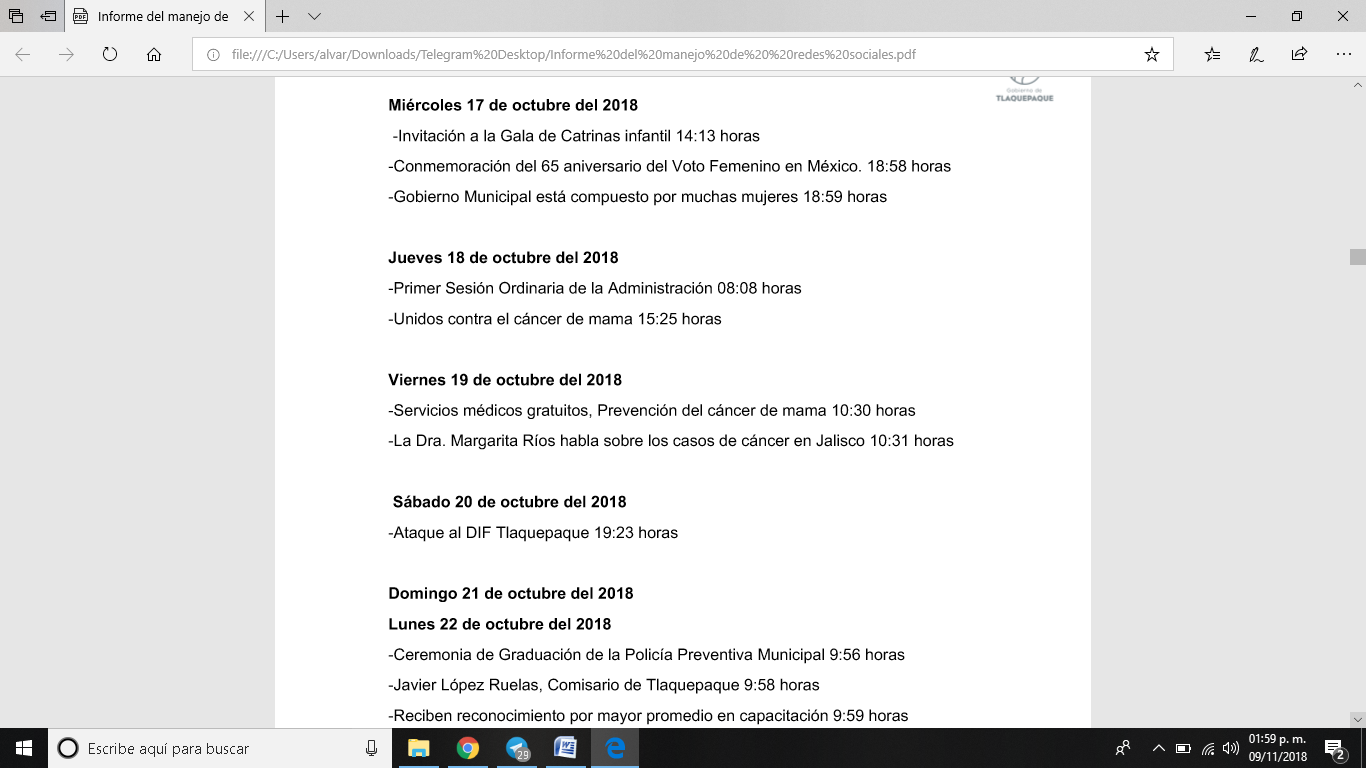 Informe del manejo de
file:///C:/Users/alvar/Downloads/Telegram%20Desktop/Informe%20del%20manejo%20de%20%20redes%20sociales.pdf
Gobierno de
TLAQUEPAQUE
Miércoles 17 de octubre del 2018
-Invitación a la Gala de Catrinas infantil 14:13 horas
-Conmemoración del 65 aniversario del Voto Femenino en México. 18:58 horas
-Gobierno Municipal está compuesto por muchas mujeres 18:59 horas
Jueves 18 de octubre del 2018
-Primer Sesión Ordinaria de la Administración 08:08 horas
-Unidos contra el cáncer de mama 15:25 horas
Viernes 19 de octubre del 2018
-Servicios médicos gratuitos, Prevención del cáncer de mama 10:30 horas
-La Dra. Margarita Ríos habla sobre los casos de cáncer en Jalisco 10:31 horas
Sábado 20 de octubre del 2018
-Ataque al DIF Tlaquepaque 19:23 horas
Domingo 21 de octubre del 2018
Lunes 22 de octubre del 2018
-Ceremonia de Graduación de la Policía Preventiva Municipal 9:56 horas
-Javier López Ruelas, Comisario de Tlaquepaque 9:58 horas
-Reciben reconocimiento por mayor promedio en capacitación 9:59 horas
Escribe aquí para buscar
29
01:59 p. m.
09/11/2018
2